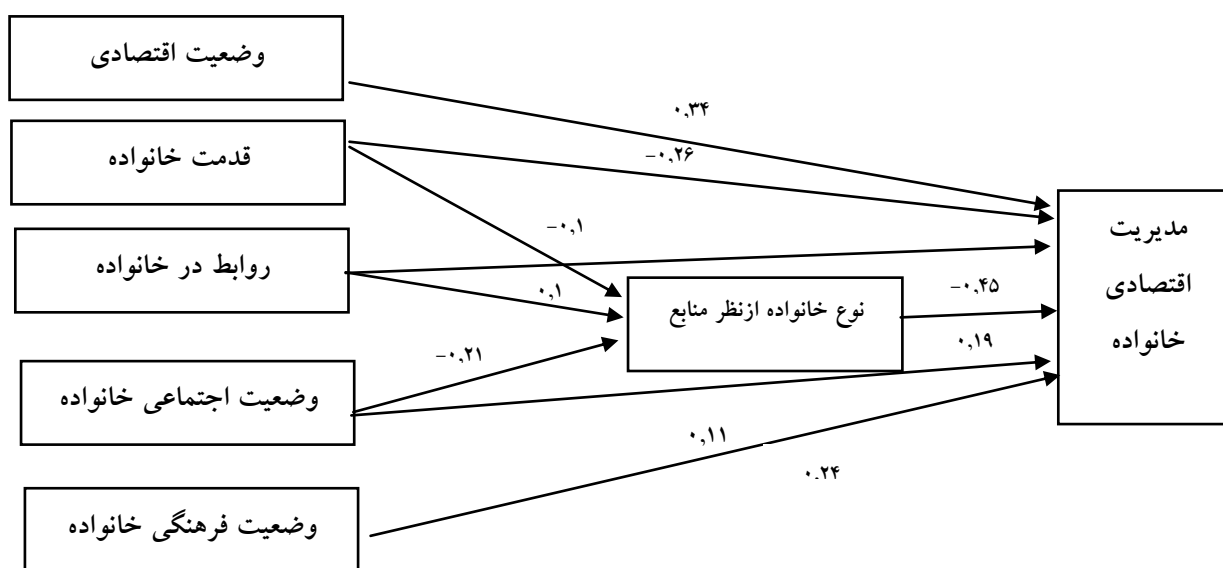 وضعیت اقتصادی
۰,۳۴
قدمت خانواده
-۰,۲۶
-۰,۱
روابط در خانواده
۰,۱
نوع خانواده ازنظر منابع
-۰,۴۵
مدیریت
اقتصادی
خانواده
-۰,۲۱
۰,۱۹
وضعیت اجتماعی خانواده
۰,۱۱
۰.۲۴
وضعیت فرهنگی خانواده